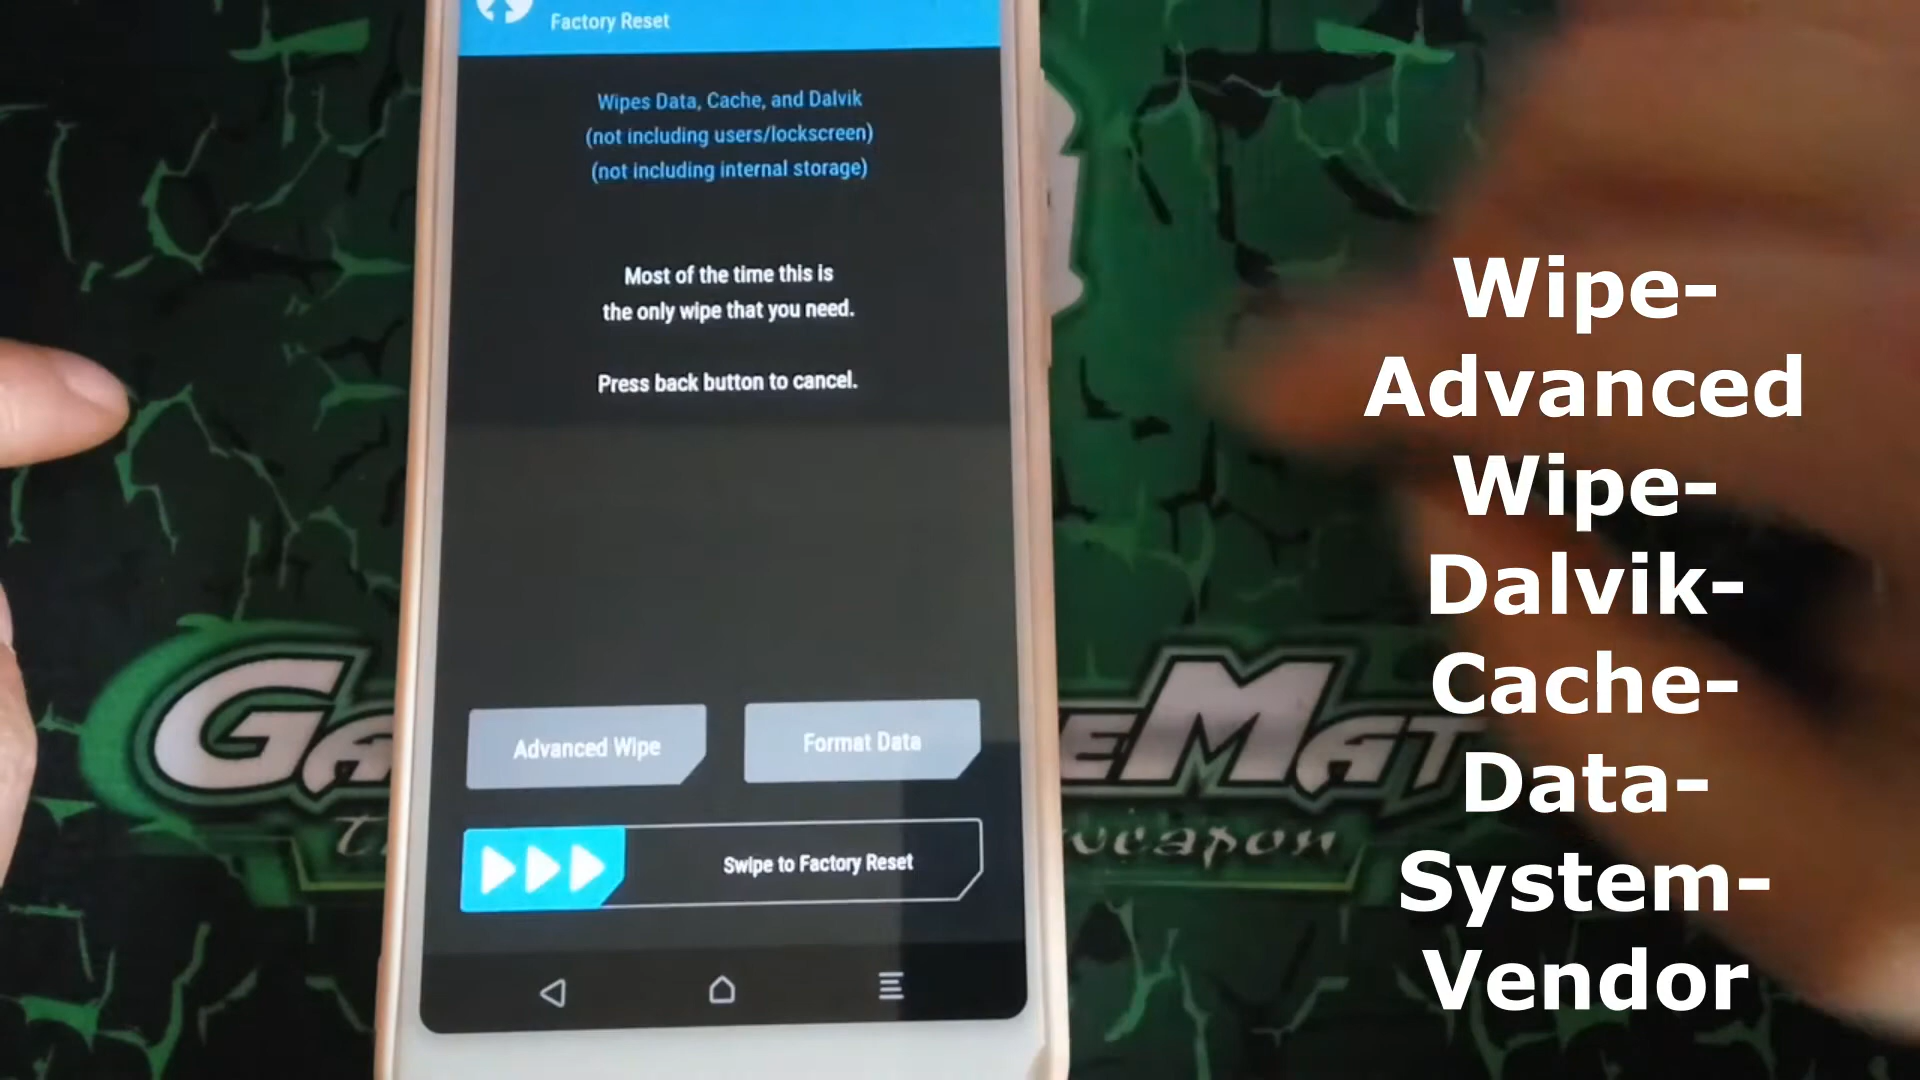 Factory Reset
Wipes Data, Cache, and Dalvik
(not including users/lockscreen)
(not including internal storage)
Most of the time this is
the only wipe that you need.
Press back button to cancel.
Advanced Wipe
Format Data
Swipe to Factory Reset
Wipe-
Advanced
Wipe-
Dalvik-
Cache-
Data-
System-
Vendor
eMat
weapon